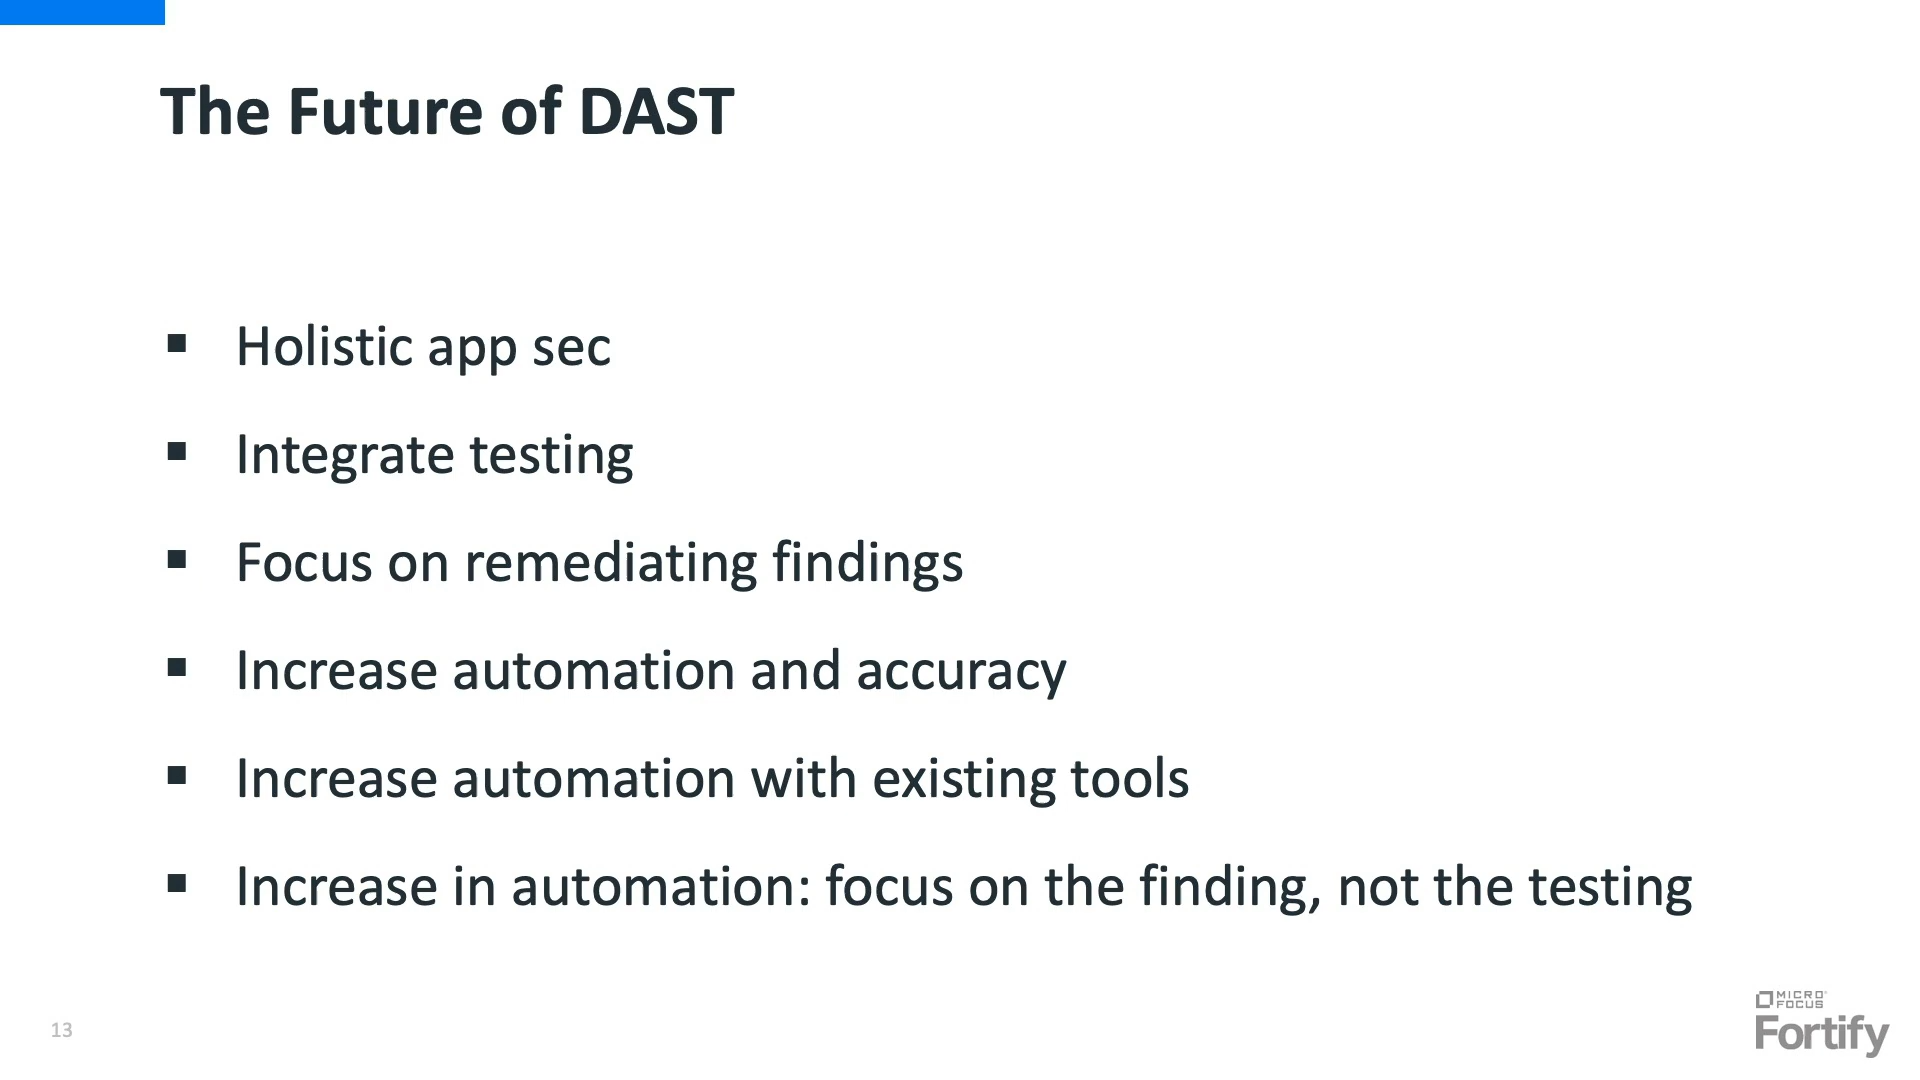 The Future of DAST
▪ Holistic app sec
▪ Integrate testing
▪ Focus on remediating findings
▪ Increase automation and accuracy
▪ Increase automation with existing tools
▪ Increase in automation: focus on the finding, not the testing
13
MICRO
FOCUS
Fortify